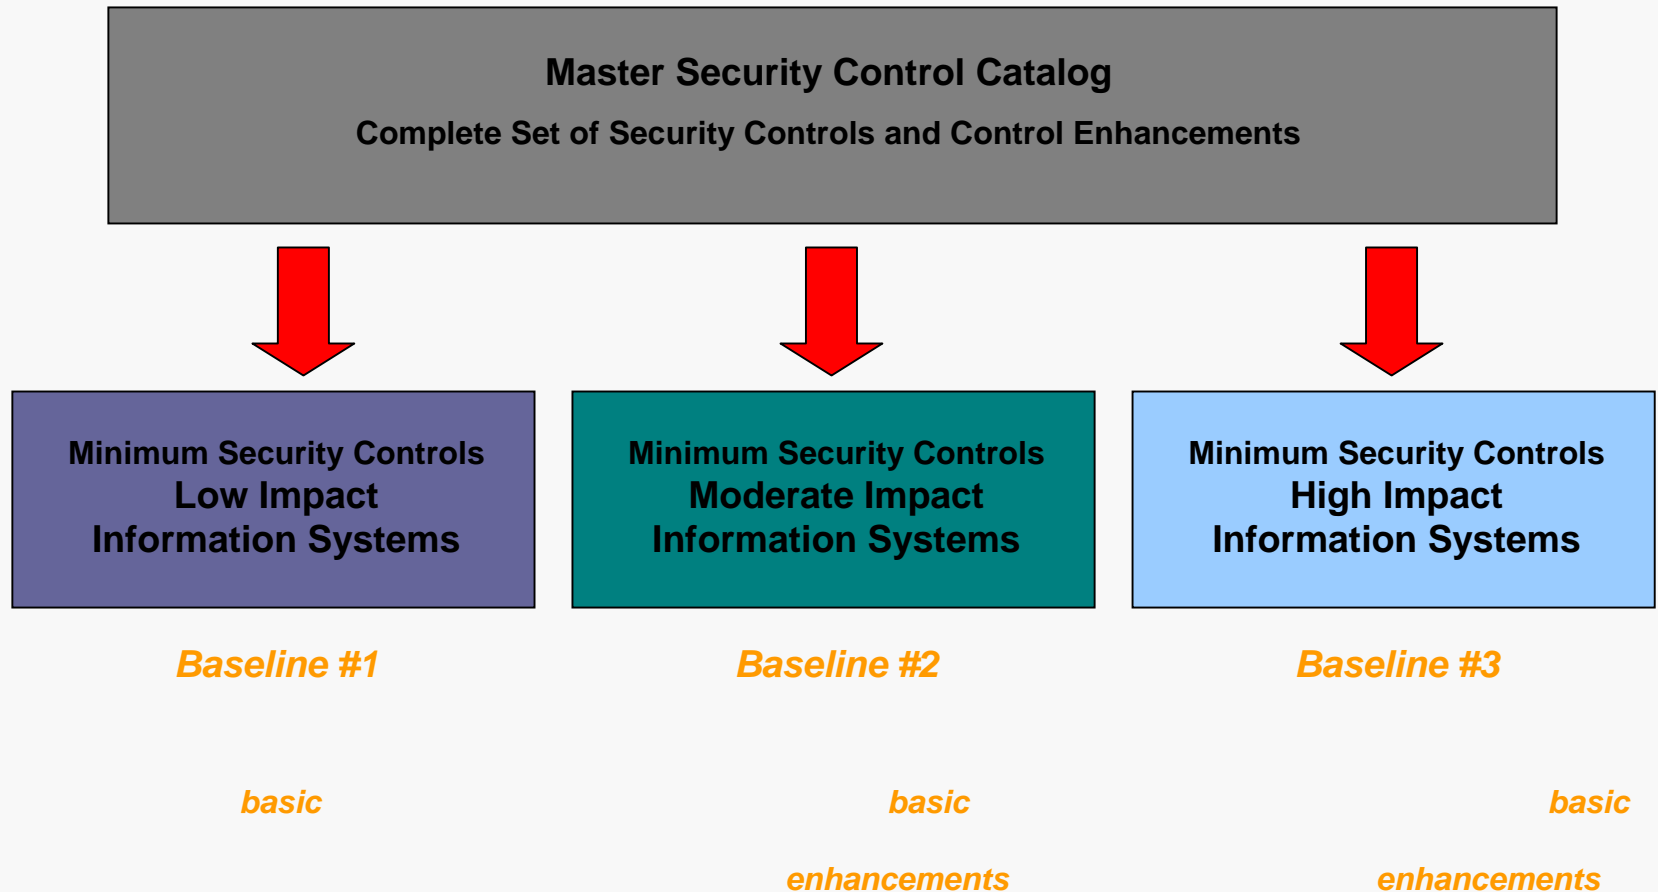 Master Security Control Catalog
Complete Set of Security Controls and Control Enhancements
Minimum Security Controls
Low Impact
Information Systems
Minimum Security Controls
Moderate Impact
Information Systems
Minimum Security Controls
High Impact
Information Systems
Baseline #1
Baseline #2
Baseline #3
basic
basic
basic
enhancements
enhancements